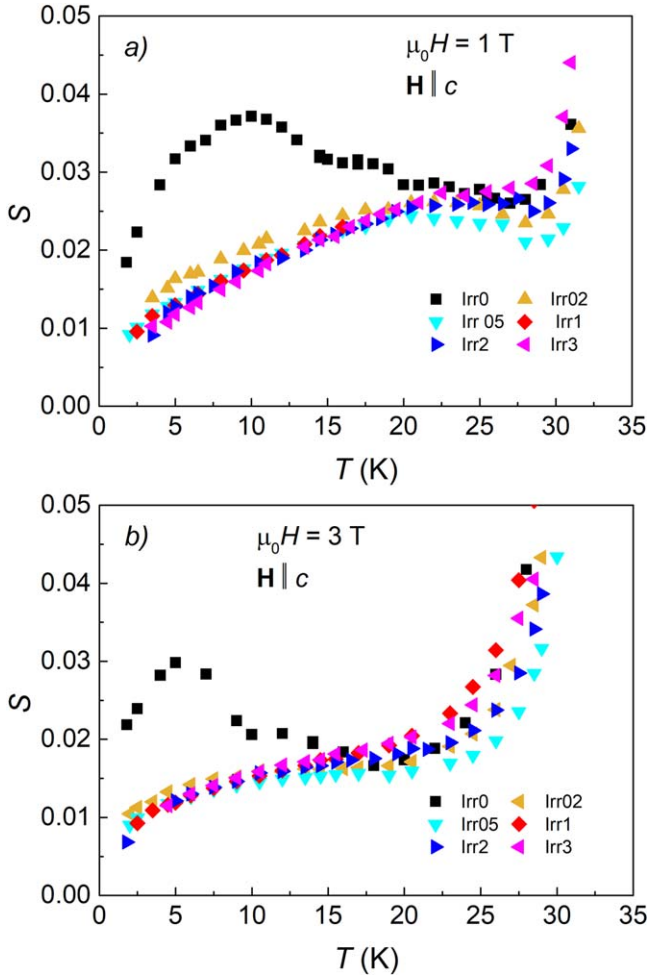 0.05
a)
μ₀H = 1 T
H ∥ c
0.04
0.03
S
0.02
Irr0 Irr02
Irr 05 Irr1
0.01
Irr2 Irr3
0.00
0 5 10 15 20 25 30 35
T (K)
0.05
b)
μ₀H = 3 T
H ∥ c
0.04
0.03
S
0.02
Irr0 Irr02
Irr05 Irr1
0.01
Irr2 Irr3
0.00
0 5 10 15 20 25 30 35
T (K)